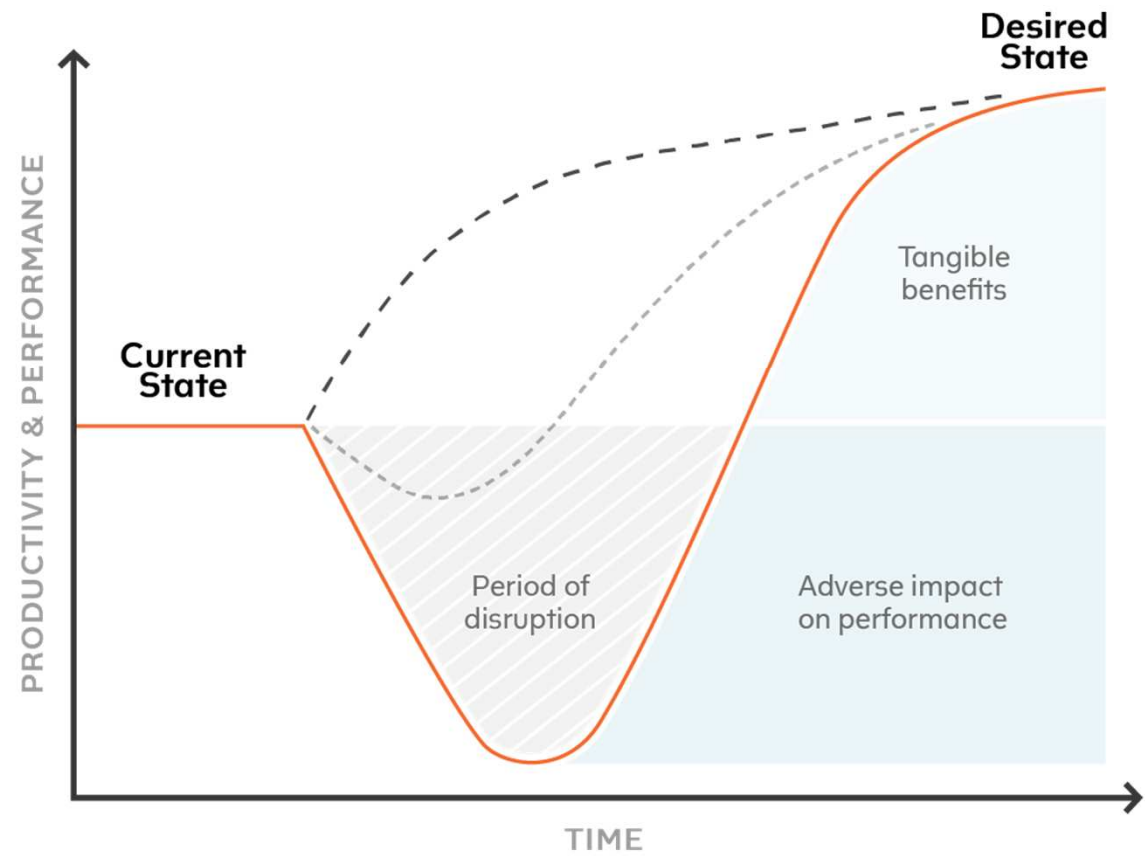 Desired
State
PRODUCTIVITY & PERFORMANCE
Current
State
Tangible
benefits
Period of
disruption
Adverse impact
on performance
TIME